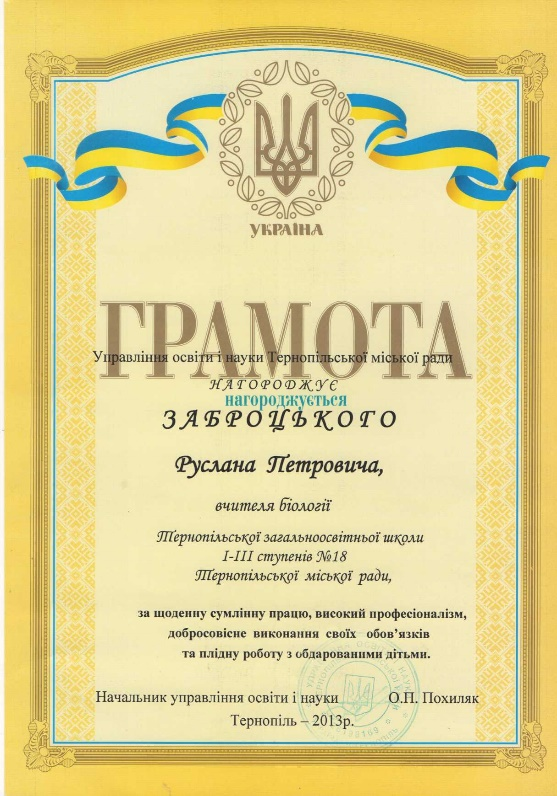 УКРАЇНА
ГРАМОТА
Управління освіти і науки Тернопільської міської ради
НАГОРОДЖУЄ
нагороджується
ЗАБРОЦЬКОГО
Руслана Петровича,
вчителя біології
Тернопільської загальноосвітньої школи
І-ІІІ ступенів №18
Тернопільської міської ради,
за щоденну сумлінну працю, високий професіоналізм,
добросовісне виконання своїх обов’язків
та плідну роботу з обдарованими дітьми.
Начальник управління освіти і науки О.П. Похиляк
Тернопіль – 2013р.